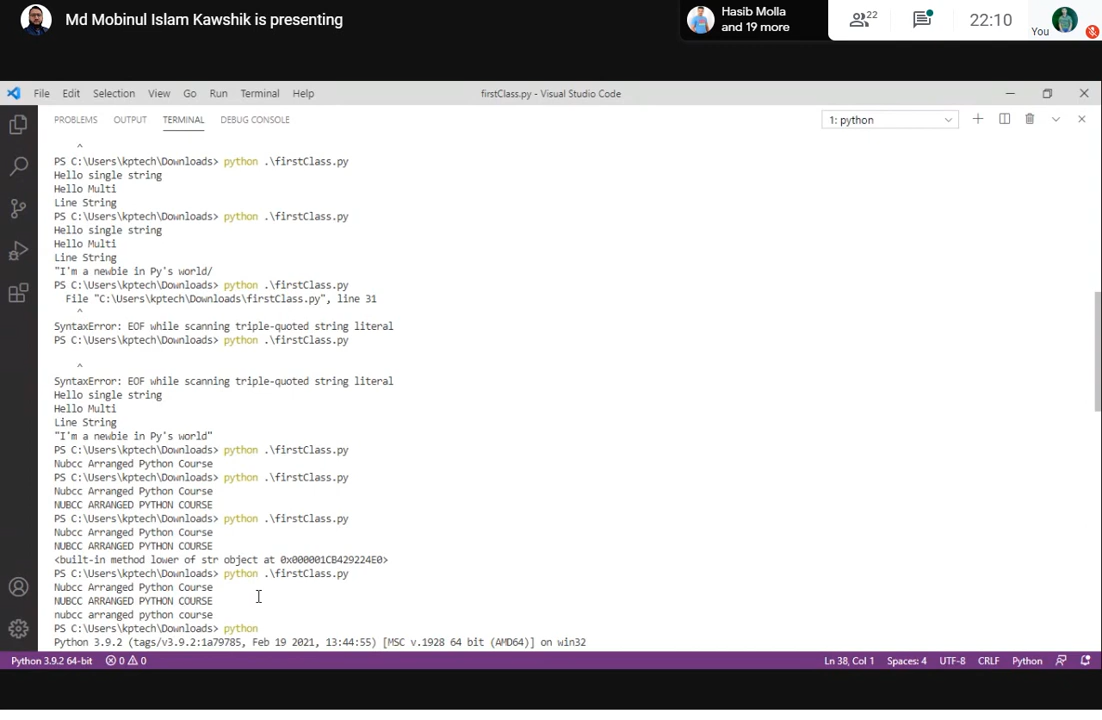 Md Mobinul Islam Kawshik is presenting
Hasib Molla
and 19 more
22
22:10
You
File Edit Selection View Go Run Terminal Help
firstClass.py - Visual Studio Code
PROBLEMS OUTPUT TERMINAL DEBUG CONSOLE
1: python
^
PS C:\Users\kptech\Downloads> python .\firstClass.py
Hello single string
Hello Multi
Line String
PS C:\Users\kptech\Downloads> python .\firstClass.py
Hello single string
Hello Multi
Line String
"I'm a newbie in Py's world/
PS C:\Users\kptech\Downloads> python .\firstClass.py
File "C:\Users\kptech\Downloads\firstClass.py", line 31
^
SyntaxError: EOF while scanning triple-quoted string literal
PS C:\Users\kptech\Downloads> python .\firstClass.py
^
SyntaxError: EOF while scanning triple-quoted string literal
Hello single string
Hello Multi
Line String
"I'm a newbie in Py's world"
PS C:\Users\kptech\Downloads> python .\firstClass.py
Nubcc Arranged Python Course
PS C:\Users\kptech\Downloads> python .\firstClass.py
Nubcc Arranged Python Course
NUBCC ARRANGED PYTHON COURSE
PS C:\Users\kptech\Downloads> python .\firstClass.py
Nubcc Arranged Python Course
NUBCC ARRANGED PYTHON COURSE
<built-in method lower of str object at 0x000001CB429224E0>
PS C:\Users\kptech\Downloads> python .\firstClass.py
Nubcc Arranged Python Course
NUBCC ARRANGED PYTHON COURSE
nubcc arranged python course
PS C:\Users\kptech\Downloads> python
Python 3.9.2 (tags/v3.9.2:1a79785, Feb 19 2021, 13:44:55) [MSC v.1928 64 bit (AMD64)] on win32
Python 3.9.2 64-bit 0 0 Ln 38, Col 1 Spaces: 4 UTF-8 CRLF Python